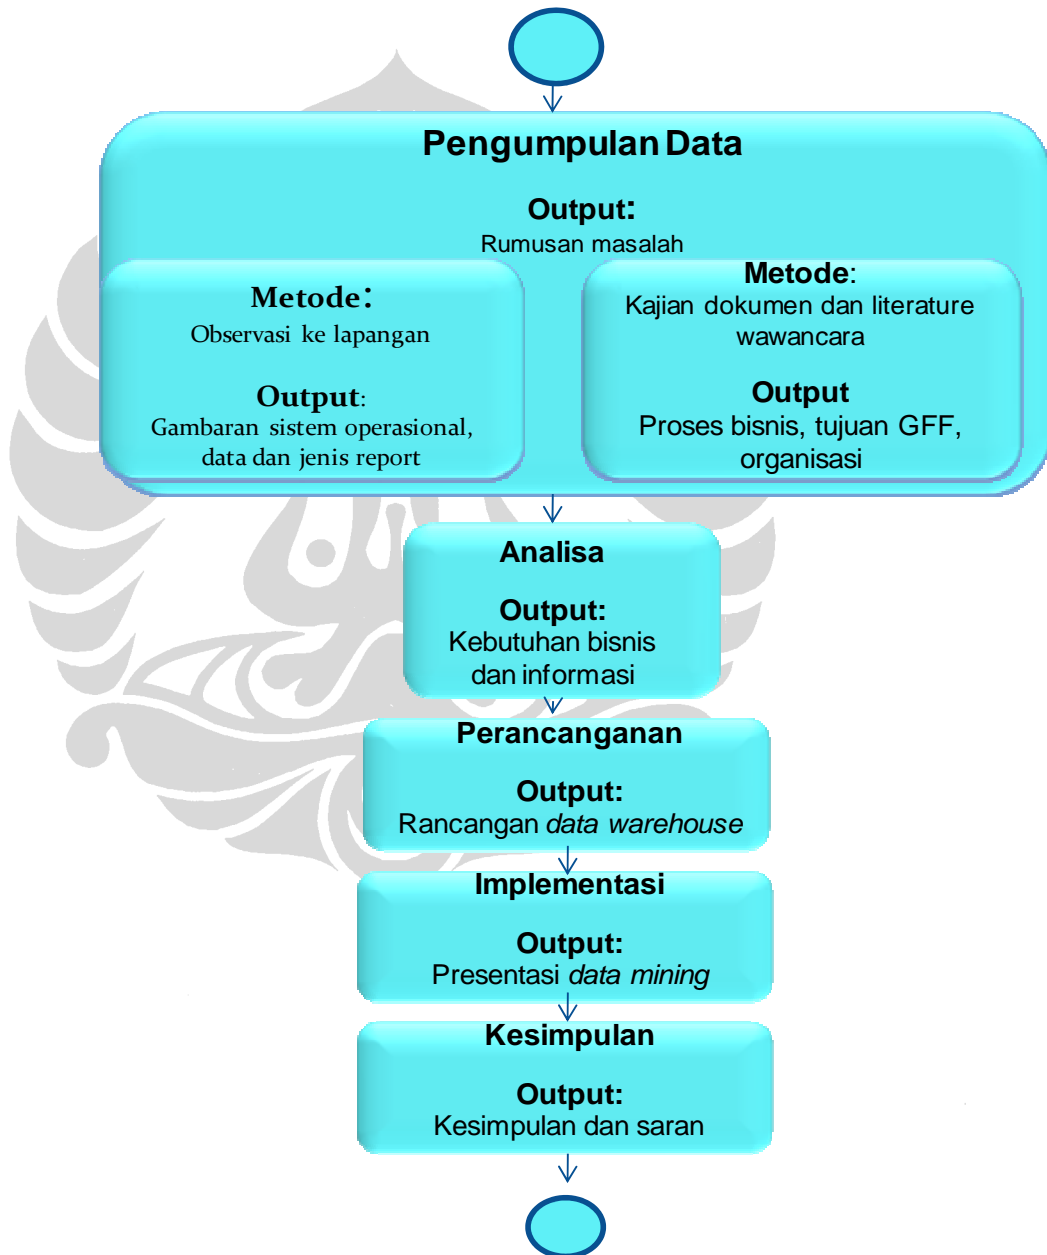 Pengumpulan Data
Output:
Rumusan masalah
Metode:
Observasi ke lapangan
Output:
Gambaran sistem operasional,
data dan jenis report
Metode:
Kajian dokumen dan literature
wawancara
Output
Proses bisnis, tujuan GFF,
organisasi
Analisa
Output:
Kebutuhan bisnis
dan informasi
Perancanganan
Output:
Rancangan data warehouse
Implementasi
Output:
Presentasi data mining
Kesimpulan
Output:
Kesimpulan dan saran